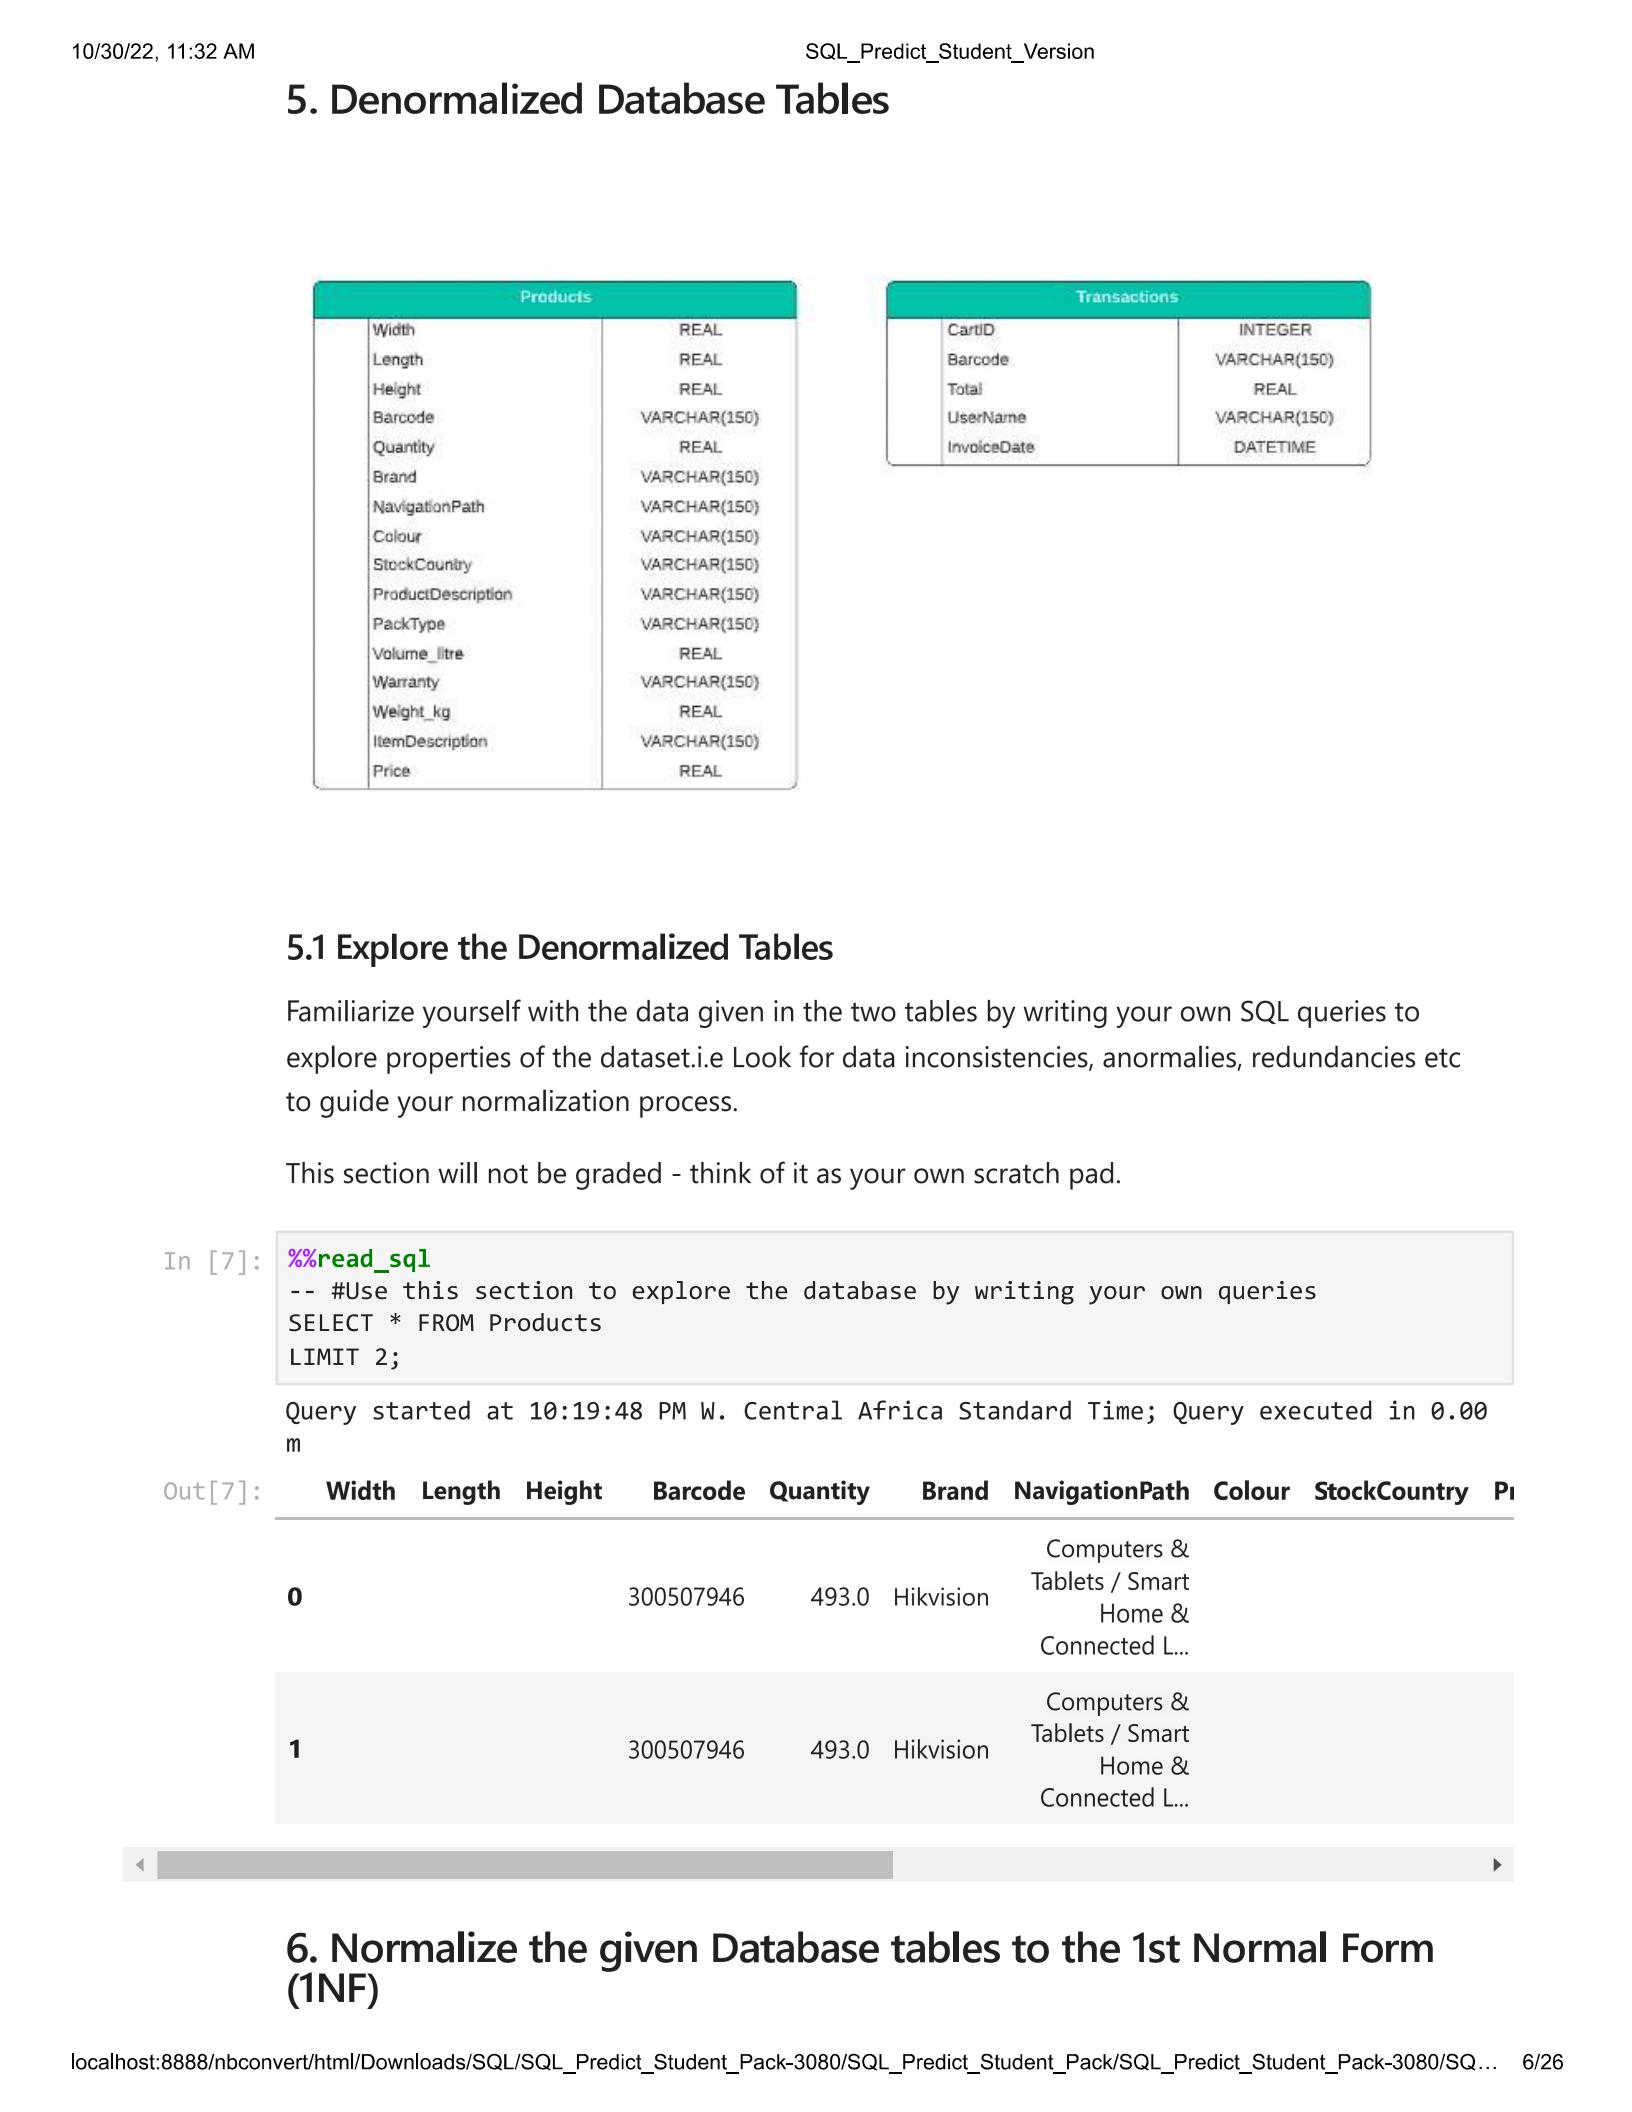 10/30/22, 11:32 AM SQL_Predict_Student_Version
5. Denormalized Database Tables
Products
Width REAL
Length REAL
Height REAL
Barcode VARCHAR(150)
Quantity REAL
Brand VARCHAR(150)
NavigationPath VARCHAR(150)
Colour VARCHAR(150)
StockCountry VARCHAR(150)
ProductDescription VARCHAR(150)
PackType VARCHAR(150)
Volume_litre REAL
Warranty VARCHAR(150)
Weight_kg REAL
ItemDescription VARCHAR(150)
Price REAL
Transactions
CartID INTEGER
Barcode VARCHAR(150)
Total REAL
UserName VARCHAR(150)
InvoiceDate DATETIME
5.1 Explore the Denormalized Tables
Familiarize yourself with the data given in the two tables by writing your own SQL queries to
explore properties of the dataset.i.e Look for data inconsistencies, anormalies, redundancies etc
to guide your normalization process.
This section will not be graded - think of it as your own scratch pad.
In [7]: %%read_sql
-- #Use this section to explore the database by writing your own queries
SELECT * FROM Products
LIMIT 2;
Query started at 10:19:48 PM W. Central Africa Standard Time; Query executed in 0.00
m
Out[7]: Width Length Height Barcode Quantity Brand NavigationPath Colour StockCountry
Computers &
Tablets / Smart
0 300507946 493.0 Hikvision
Home &
Connected L...
Computers &
Tablets / Smart
1 300507946 493.0 Hikvision
Home &
Connected L...
6. Normalize the given Database tables to the 1st Normal Form
(1NF)
localhost:8888/nbconvert/html/Downloads/SQL/SQL_Predict_Student_Pack-3080/SQL_Predict_Student_Pack/SQL_Predict_Student_Pack-3080/SQ… 6/26